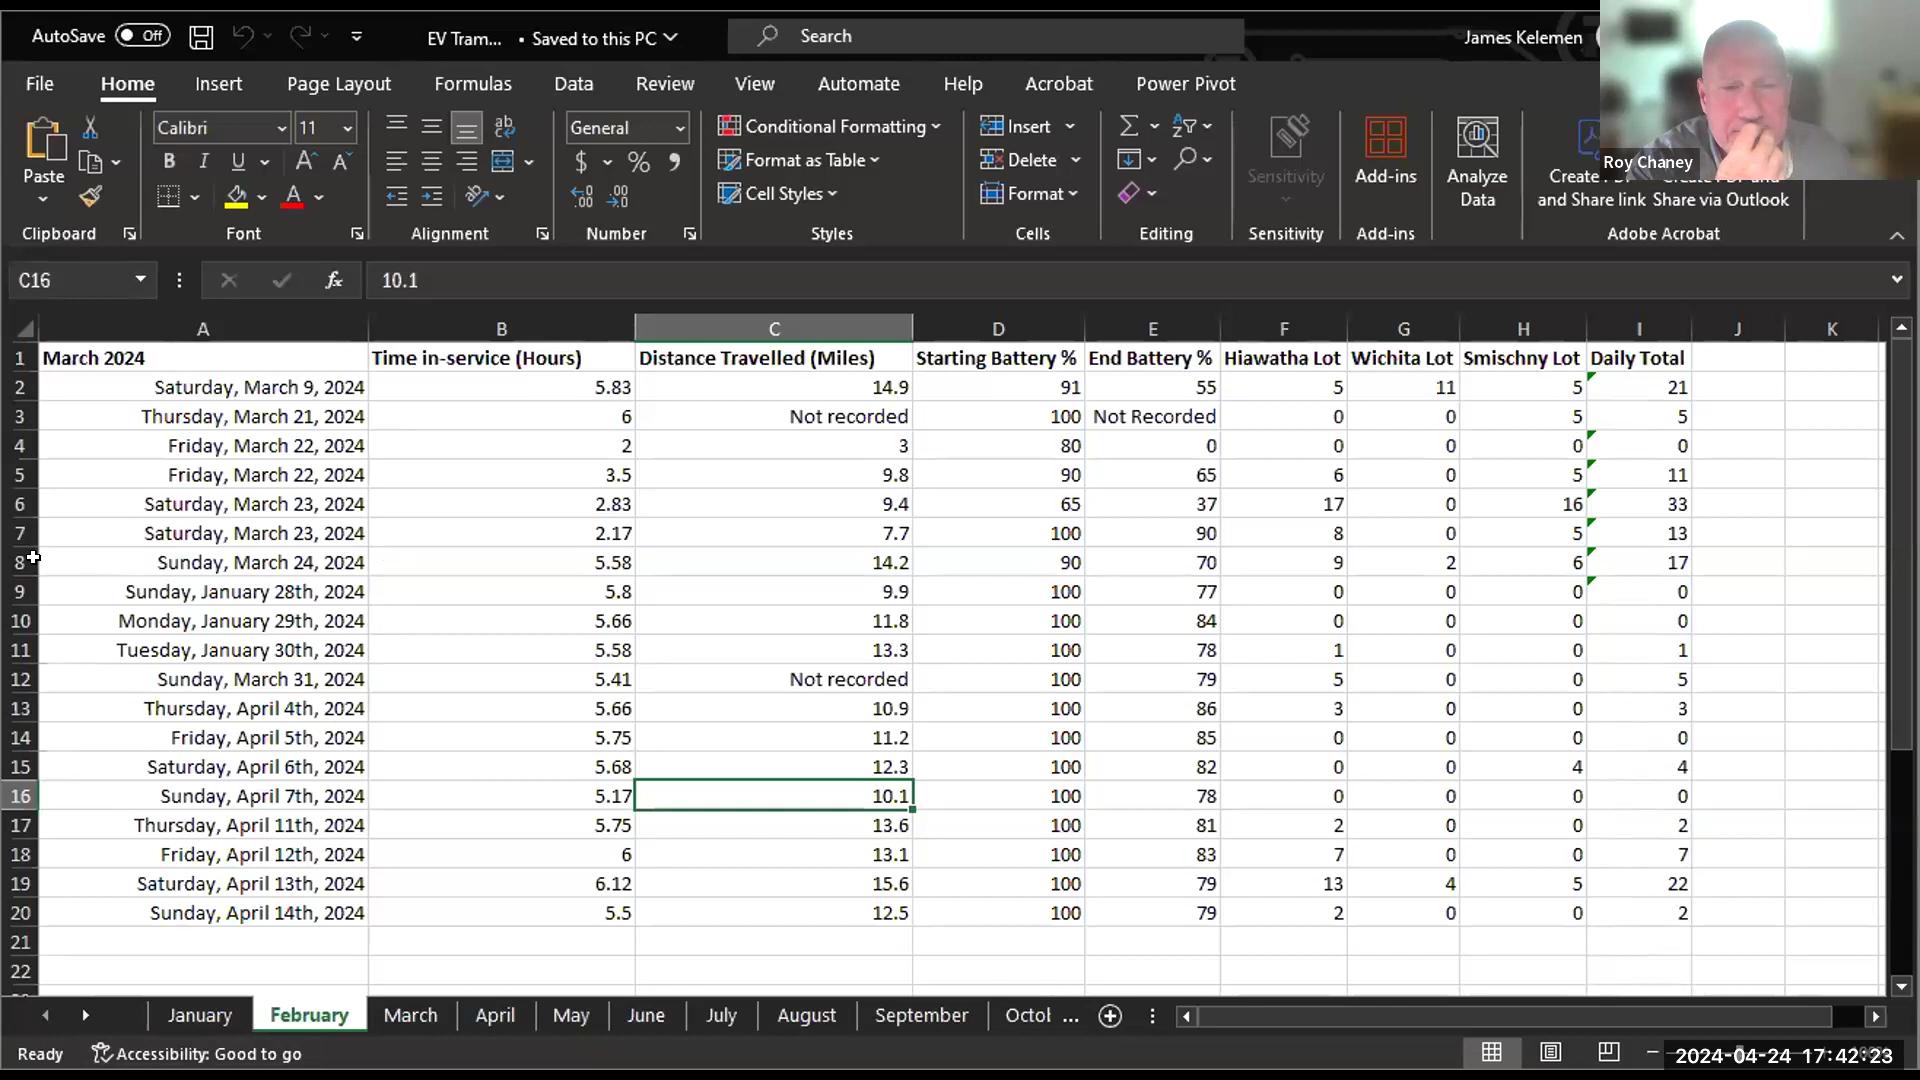 AutoSave Off EV Tram... • Saved to this PC Search James Kelemen
File Home Insert Page Layout Formulas Data Review View Automate Help Acrobat Power Pivot
Paste Calibri 11 General Conditional Formatting Format as Table Cell Styles Insert Delete Format Sensitivity Add-ins Analyze Data
and Share link Share via Outlook
Roy Chaney
Clipboard Font Alignment Number Styles Cells Editing Sensitivity Add-ins Adobe Acrobat
C16 fx 10.1
A B C D E F G H I J K
1 March 2024 Time in-service (Hours) Distance Travelled (Miles) Starting Battery % End Battery % Hiawatha Lot Wichita Lot Smischny Lot Daily Total
2 Saturday, March 9, 2024 5.83 14.9 91 55 5 11 5 21
3 Thursday, March 21, 2024 6 Not recorded 100 Not Recorded 0 0 5 5
4 Friday, March 22, 2024 2 3 80 0 0 0 0 0
5 Friday, March 22, 2024 3.5 9.8 90 65 6 0 5 11
6 Saturday, March 23, 2024 2.83 9.4 65 37 17 0 16 33
7 Saturday, March 23, 2024 2.17 7.7 100 90 8 0 5 13
8 Sunday, March 24, 2024 5.58 14.2 90 70 9 2 6 17
9 Sunday, January 28th, 2024 5.8 9.9 100 77 0 0 0 0
10 Monday, January 29th, 2024 5.66 11.8 100 84 0 0 0 0
11 Tuesday, January 30th, 2024 5.58 13.3 100 78 1 0 0 1
12 Sunday, March 31, 2024 5.41 Not recorded 100 79 5 0 0 5
13 Thursday, April 4th, 2024 5.66 10.9 100 86 3 0 0 3
14 Friday, April 5th, 2024 5.75 11.2 100 85 0 0 0 0
15 Saturday, April 6th, 2024 5.68 12.3 100 82 0 0 4 4
16 Sunday, April 7th, 2024 5.17 10.1 100 78 0 0 0 0
17 Thursday, April 11th, 2024 5.75 13.6 100 81 2 0 0 2
18 Friday, April 12th, 2024 6 13.1 100 83 7 0 0 7
19 Saturday, April 13th, 2024 6.12 15.6 100 79 13 4 5 22
20 Sunday, April 14th, 2024 5.5 12.5 100 79 2 0 0 2
21
22
January February March April May June July August September Octol ...
Ready Accessibility: Good to go 2024-04-24 17:42:23